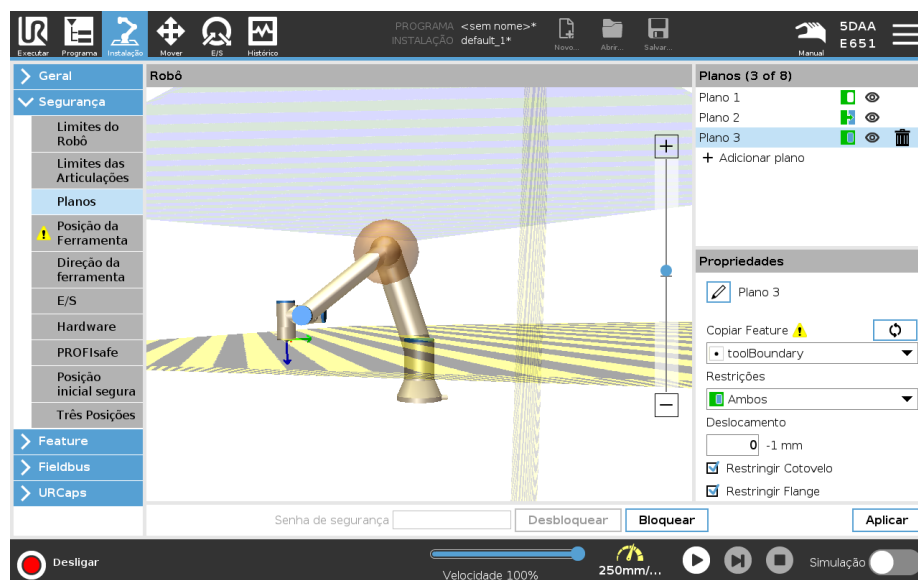 PROGRAMA <sem nome>*
INSTALAÇÃO default_1*
Executar
Programa
Instalação
Mover
E/S
Histórico
Novo...
Abrir...
Salvar...
Manual
5DAA
E651
Geral
Segurança
Limites do
Robô
Limites das
Articulações
Planos
Posição da
Ferramenta
Direção da
ferramenta
E/S
Hardware
PROFIsafe
Posição
inicial segura
Três Posições
Feature
Fieldbus
URCaps
Robô
Planos (3 of 8)
Plano 1
Plano 2
Plano 3
+ Adicionar plano
Propriedades
Plano 3
Copiar Feature
toolBoundary
Restrições
Ambos
Deslocamento
0 -1 mm
Restringir Cotovelo
Restringir Flange
Senha de segurança
Desbloquear
Bloquear
Aplicar
Desligar
Velocidade 100%
250mm/...
Simulação